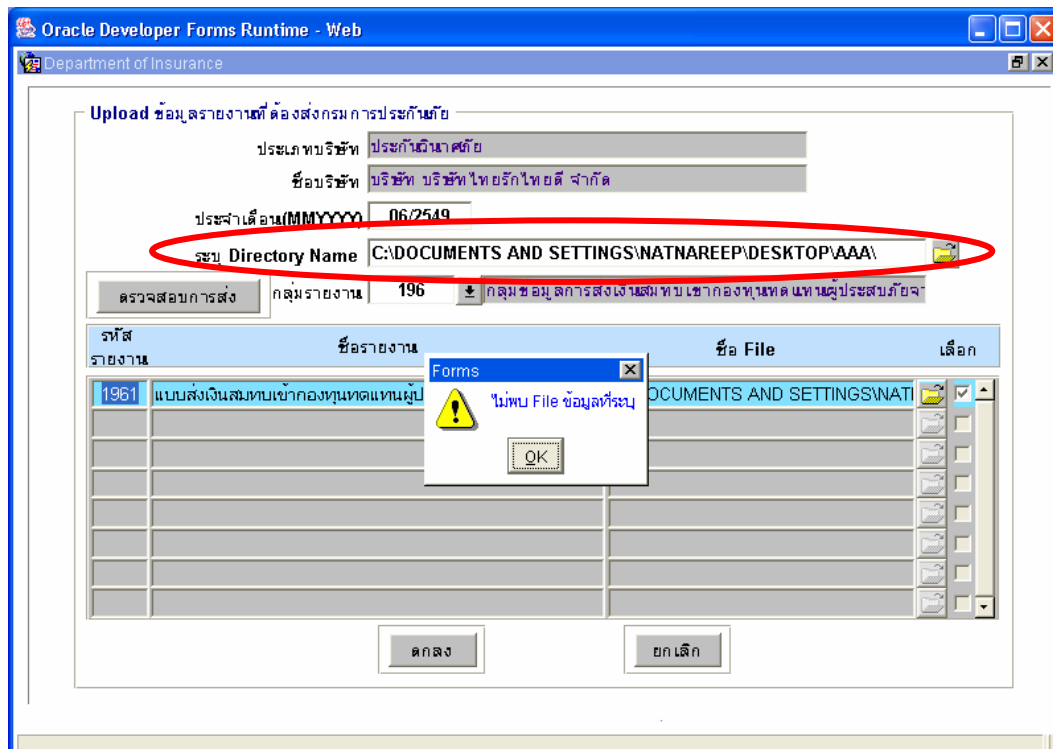 Oracle Developer Forms Runtime - Web
Department of Insurance
Upload ข้อมูลรายงานที่ต้องส่งกรมการประกันภัย
ประเภทบริษัท ประกันวินาศภัย
ชื่อบริษัท บริษัท บริษัทไทยรักไทยดี จำกัด
ประจำเดือน(MMYYYY) 06/2549
ระบุ Directory Name C:\DOCUMENTS AND SETTINGS\NATNAREEP\DESKTOP\AAA\
ตรวจสอบการส่ง กลุ่มรายงาน 196 กลุ่มข้อมูลการส่งเงินสมทบเข้ากองทุนทดแทนผู้ประสบภัยจา
รหัสรายงาน ชื่อรายงาน ชื่อ File เลือก
1961 แบบส่งเงินสมทบเข้ากองทุนทดแทนผู้ป OCUMENTS AND SETTINGS\NATI
Forms
ไม่พบ File ข้อมูลที่ระบุ
OK
ตกลง ยกเลิก